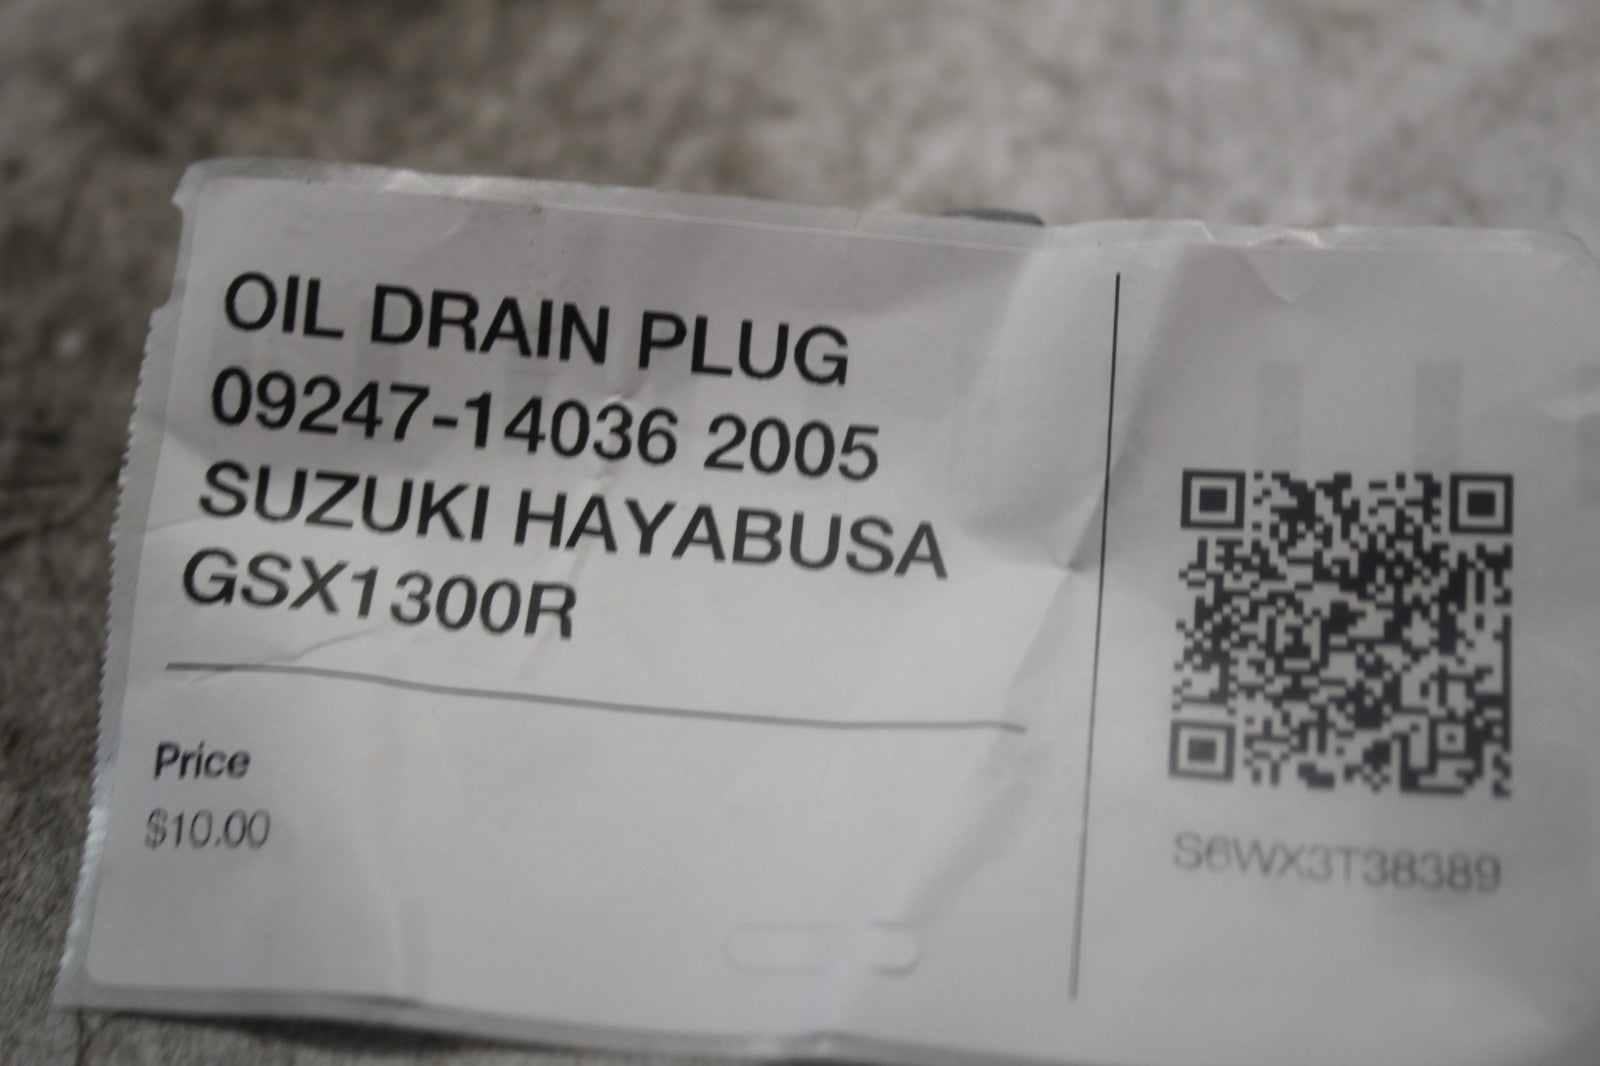 OIL DRAIN PLUG
09247-14036 2005
SUZUKI HAYABUSA
GSX1300R
Price
$10.00
S6WX3T38389